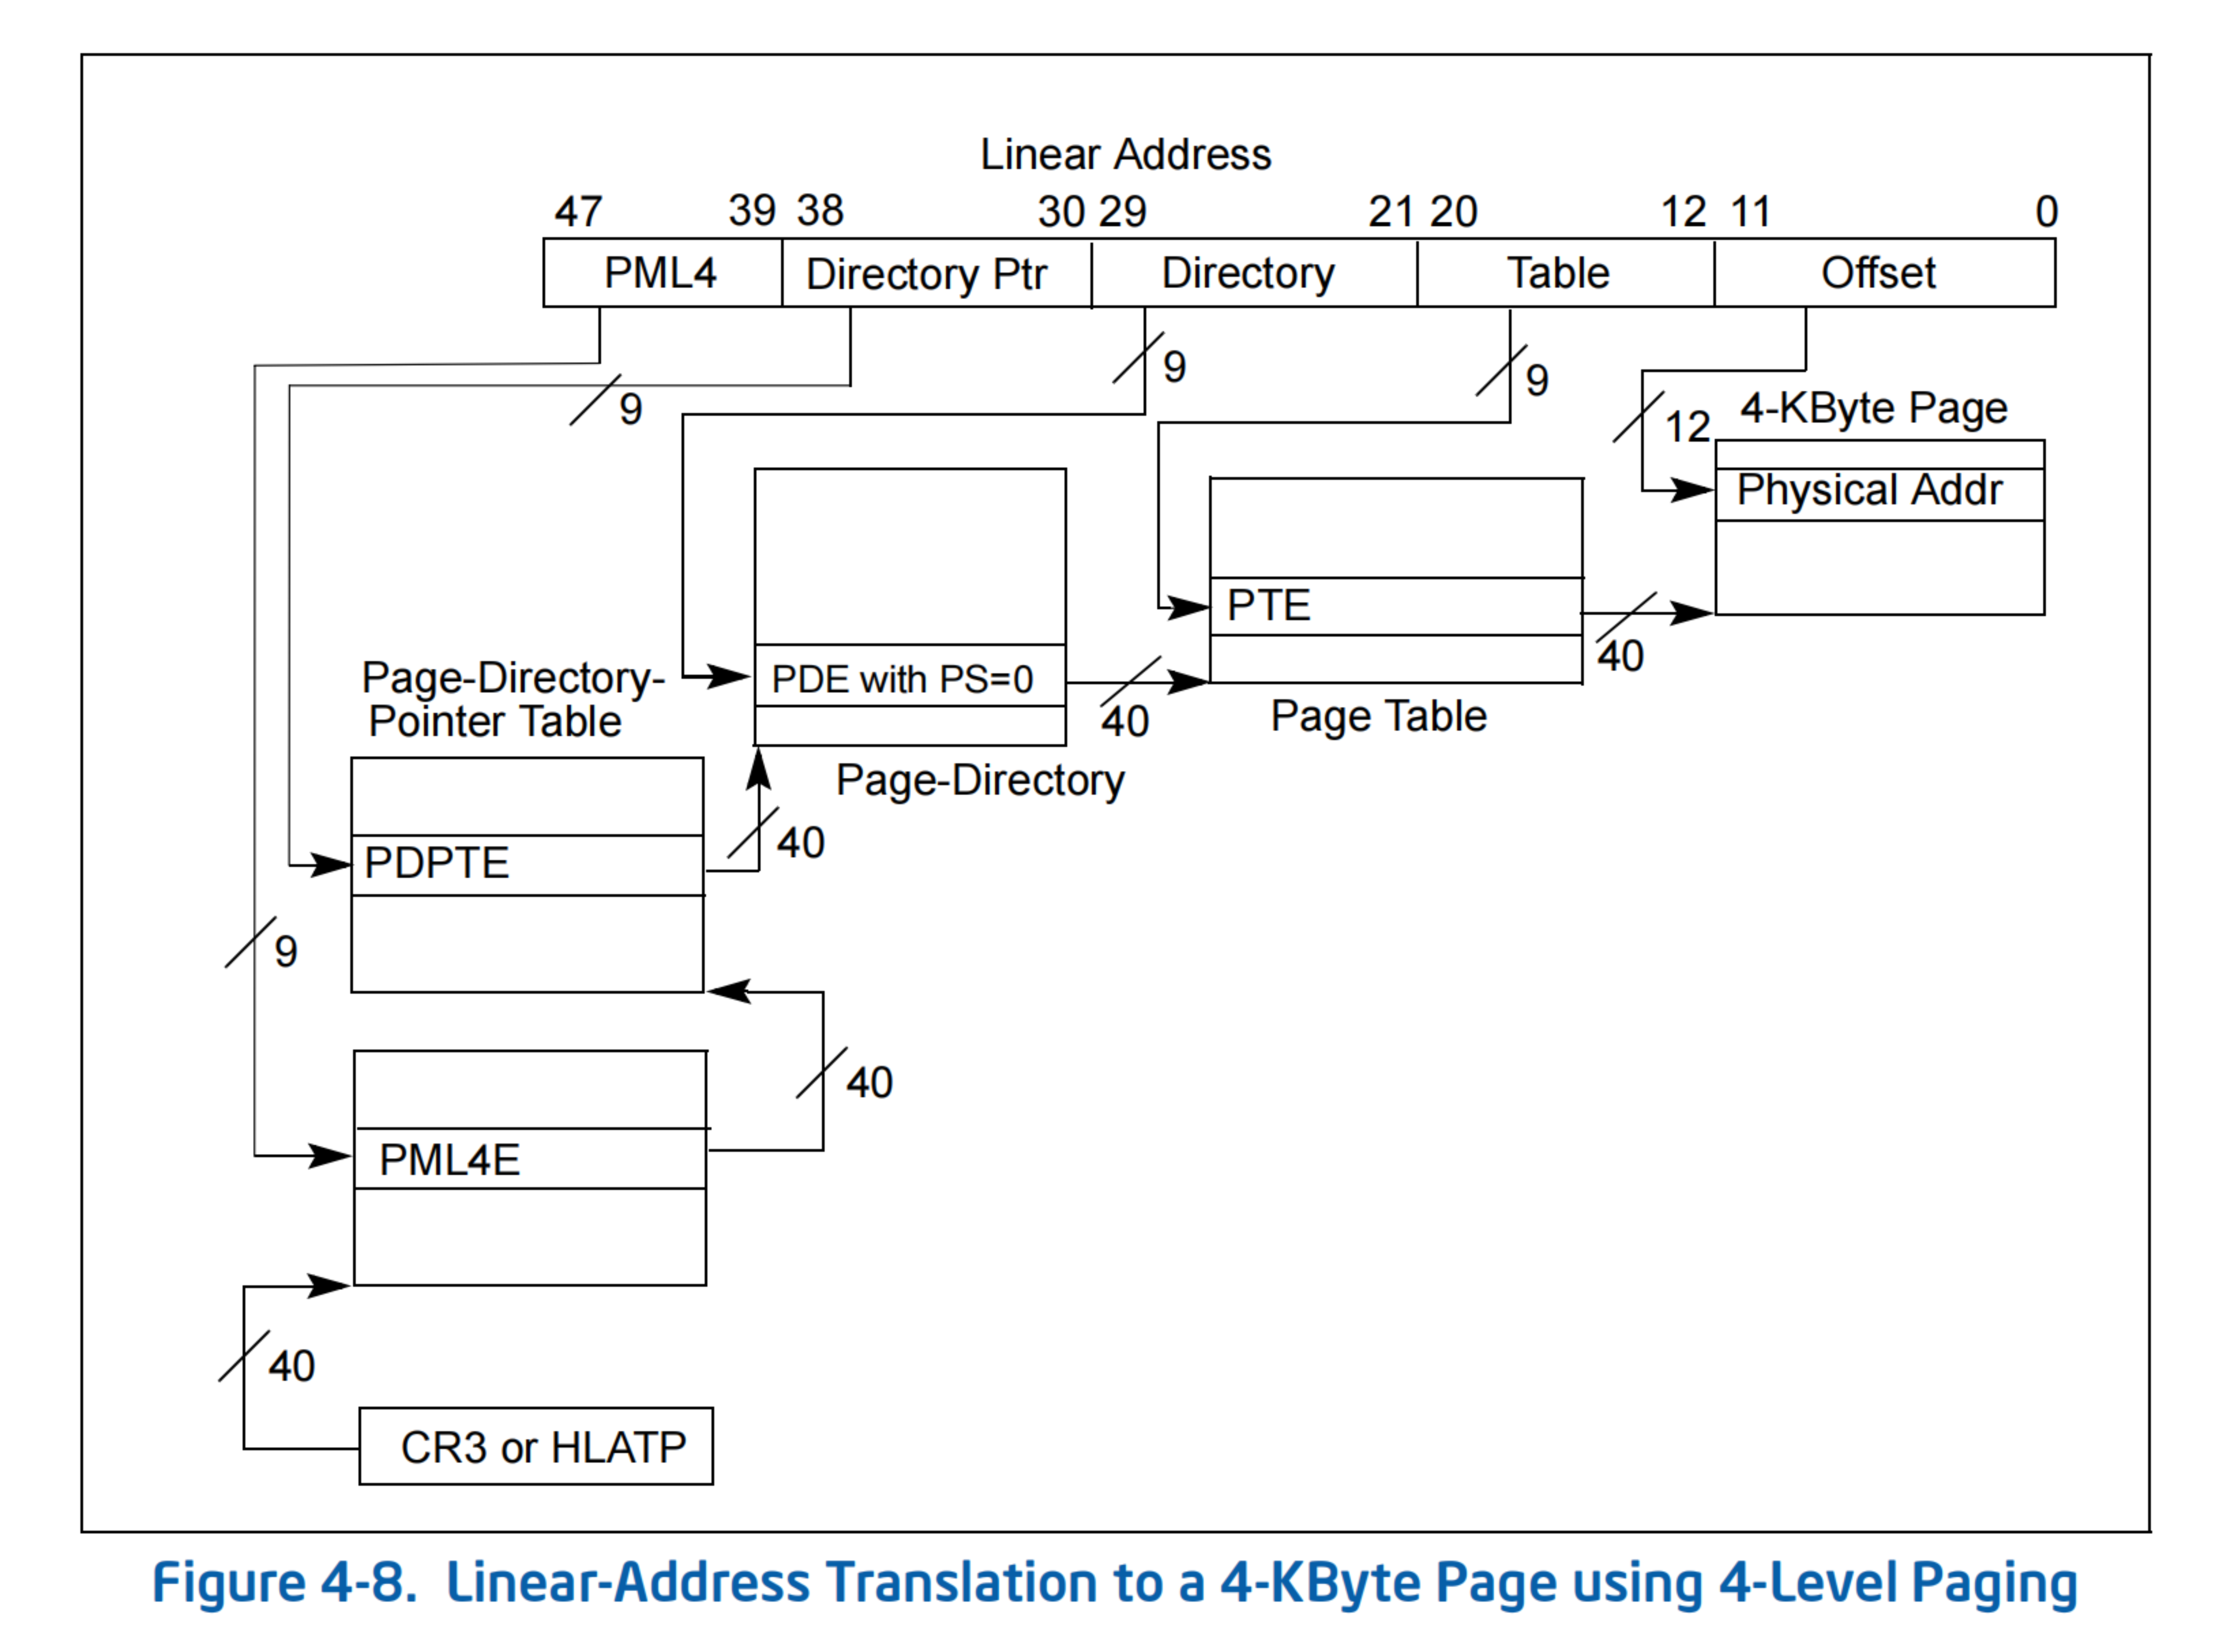 Linear Address
47 39 38 30 29 21 20 12 11 0
PML4 Directory Ptr Directory Table Offset
9
9
9
12
4-KByte Page
Physical Addr
PTE
40
Page Table
PDE with PS=0
40
Page-Directory
Page-Directory-
Pointer Table
PDPTE
40
9
PML4E
40
40
CR3 or HLATP
Figure 4-8. Linear-Address Translation to a 4-KByte Page using 4-Level Paging